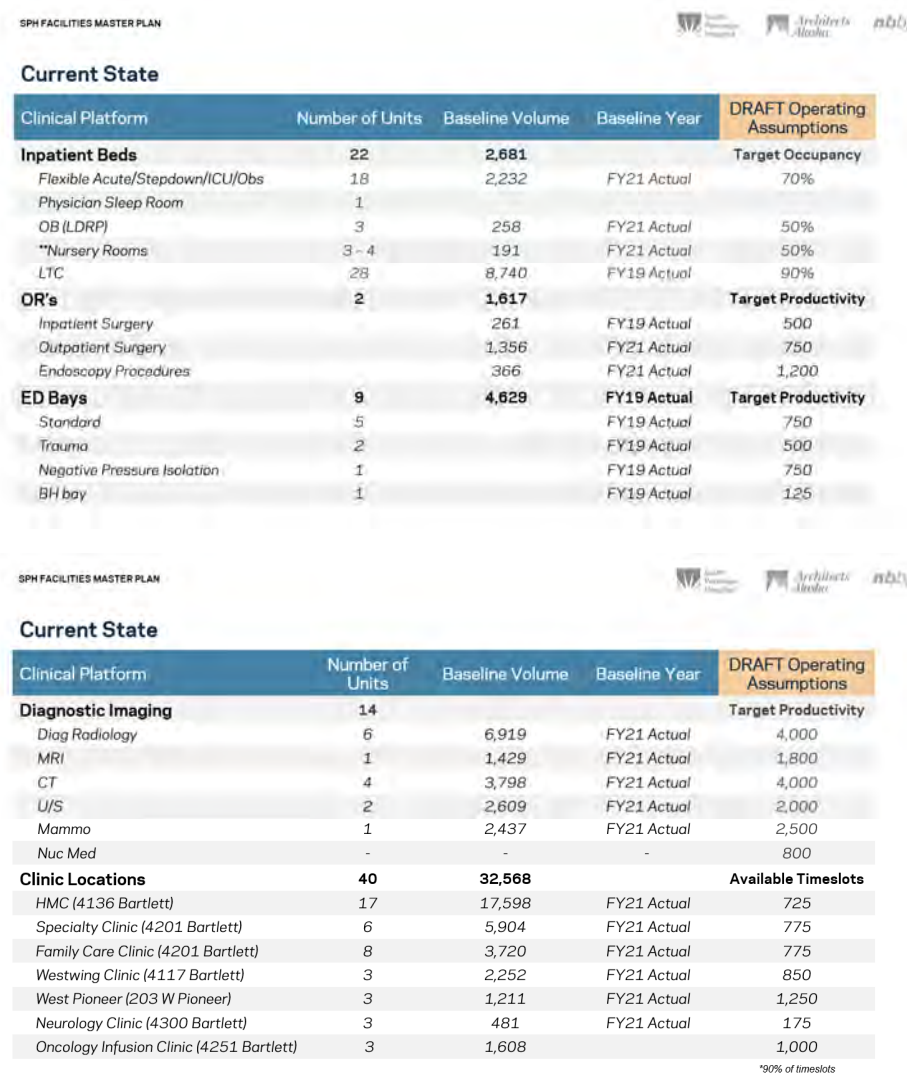 SPH FACILITIES MASTER PLAN
Architects Alaska nbb
Current State
Clinical Platform Number of Units Baseline Volume Baseline Year DRAFT Operating Assumptions
Inpatient Beds 22 2,681 Target Occupancy
Flexible Acute/Stepdown/ICU/Obs 18 2,232 FY21 Actual 70%
Physician Sleep Room 1
OB (LDRP) 3 258 FY21 Actual 50%
**Nursery Rooms 3 - 4 191 FY21 Actual 50%
LTC 28 8,740 FY19 Actual 90%
OR's 2 1,617 Target Productivity
Inpatient Surgery 261 FY19 Actual 500
Outpatient Surgery 1,356 FY21 Actual 750
Endoscopy Procedures 366 FY21 Actual 1,200
ED Bays 9 4,629 FY19 Actual Target Productivity
Standard 5 FY19 Actual 750
Trauma 2 FY19 Actual 500
Negative Pressure Isolation 1 FY19 Actual 750
BH bay 1 FY19 Actual 125
SPH FACILITIES MASTER PLAN
Architects Alaska nbb
Current State
Clinical Platform Number of Units Baseline Volume Baseline Year DRAFT Operating Assumptions
Diagnostic Imaging 14 Target Productivity
Diag Radiology 6 6,919 FY21 Actual 4,000
MRI 1 1,429 FY21 Actual 1,800
CT 4 3,798 FY21 Actual 4,000
U/S 2 2,609 FY21 Actual 2,000
Mammo 1 2,437 FY21 Actual 2,500
Nuc Med - - - 800
Clinic Locations 40 32,568 Available Timeslots
HMC (4136 Bartlett) 17 17,598 FY21 Actual 725
Specialty Clinic (4201 Bartlett) 6 5,904 FY21 Actual 775
Family Care Clinic (4201 Bartlett) 8 3,720 FY21 Actual 775
Westwing Clinic (4117 Bartlett) 3 2,252 FY21 Actual 850
West Pioneer (203 W Pioneer) 3 1,211 FY21 Actual 1,250
Neurology Clinic (4300 Bartlett) 3 481 FY21 Actual 175
Oncology Infusion Clinic (4251 Bartlett) 3 1,608 1,000
*90% of timeslots